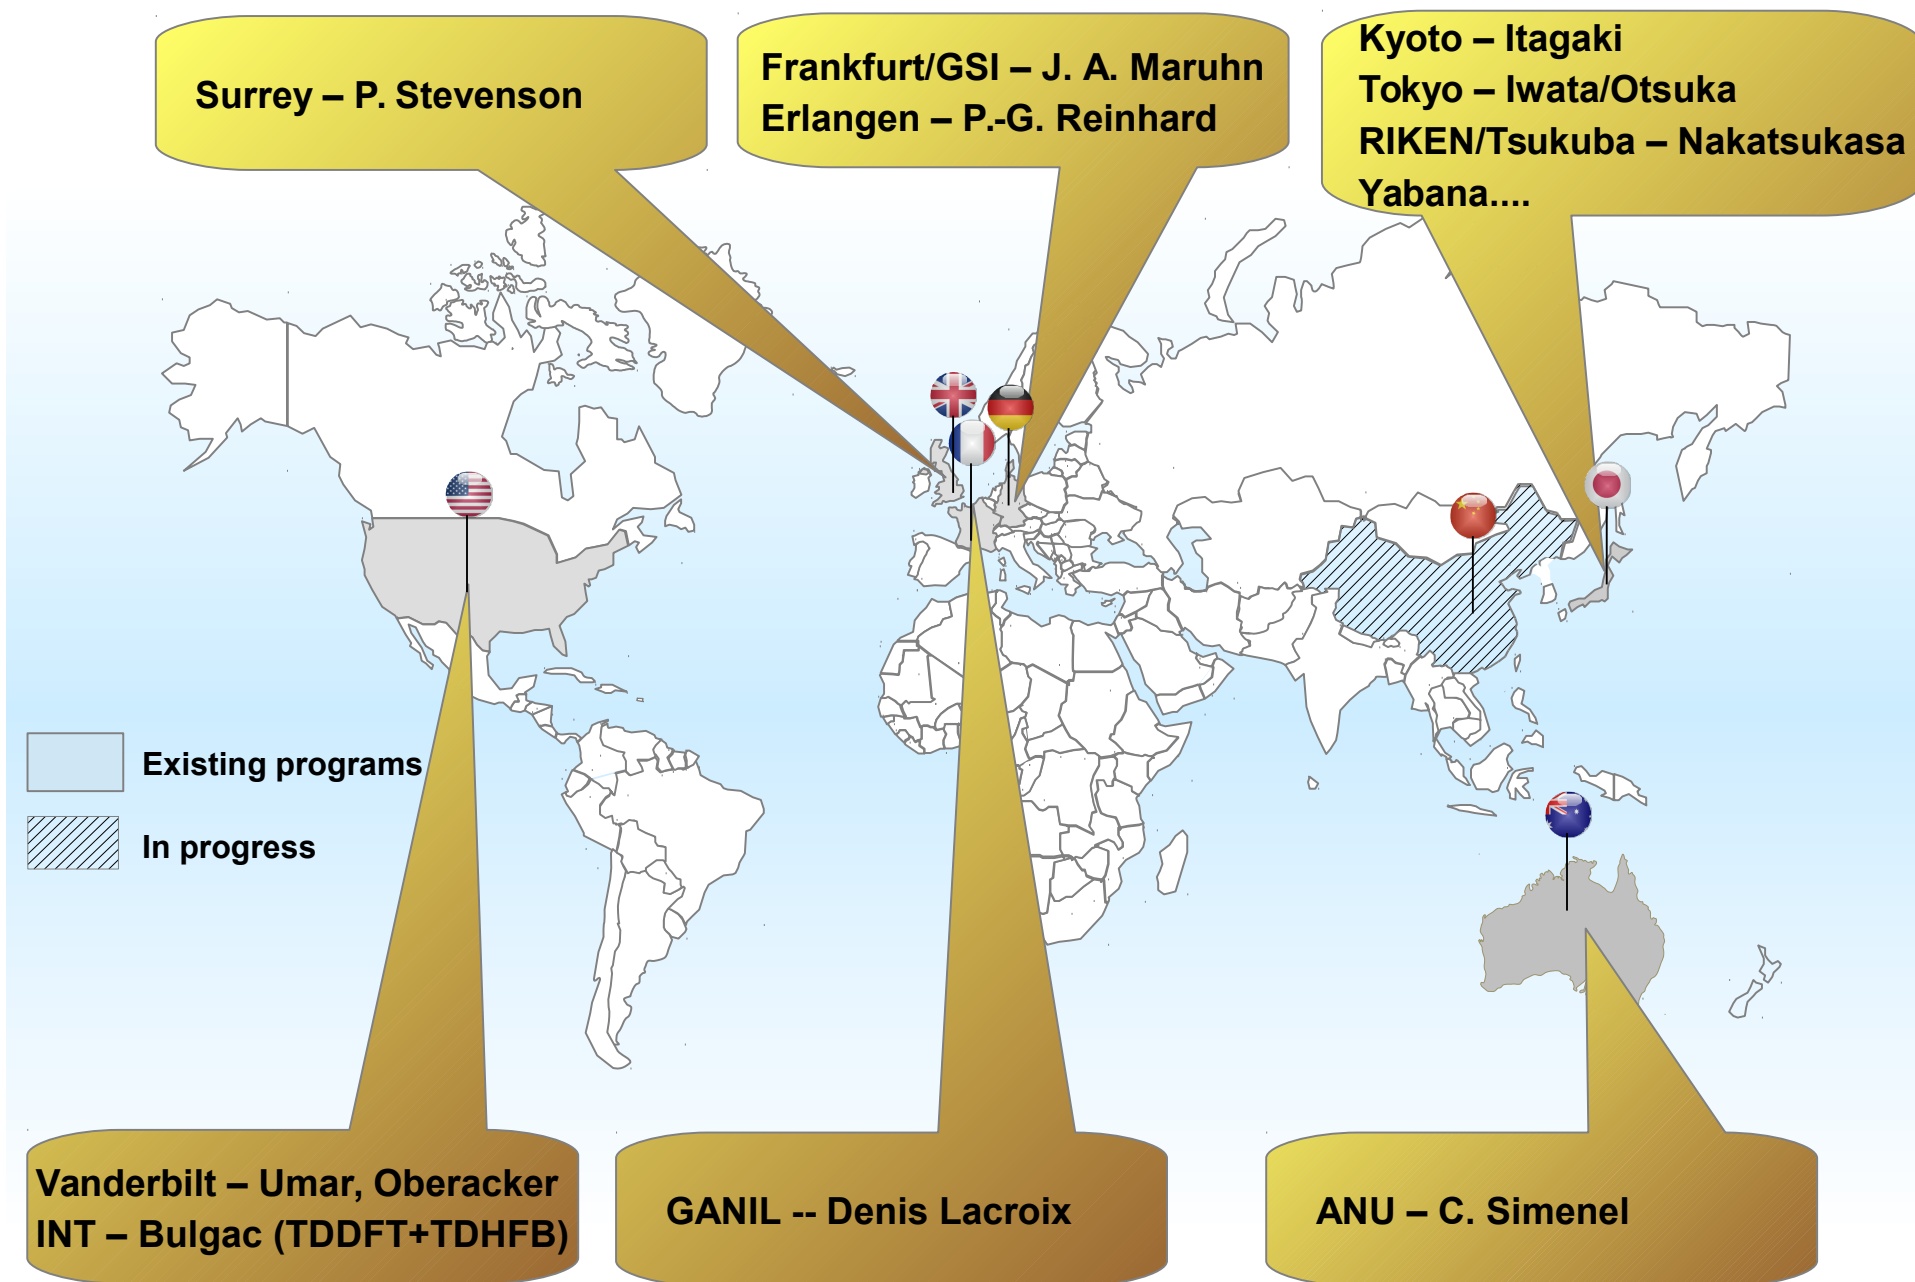 Surrey – P. Stevenson
Frankfurt/GSI – J. A. Maruhn
Erlangen – P.-G. Reinhard
Kyoto – Itagaki
Tokyo – Iwata/Otsuka
RIKEN/Tsukuba – Nakatsukasa
Yabana....
Existing programs
In progress
Vanderbilt – Umar, Oberacker
INT – Bulgac (TDDFT+TDHFB)
GANIL -- Denis Lacroix
ANU – C. Simenel